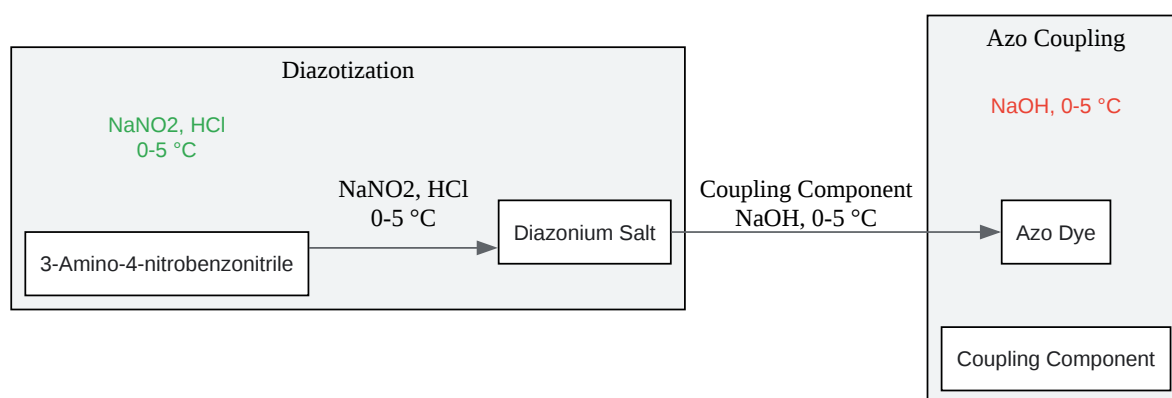 Diazotization
NaNO2, HCl
0-5 °C
NaNO2, HCl
0-5 °C
3-Amino-4-nitrobenzonitrile
Diazonium Salt
Coupling Component
NaOH, 0-5 °C
Azo Coupling
NaOH, 0-5 °C
Azo Dye
Coupling Component